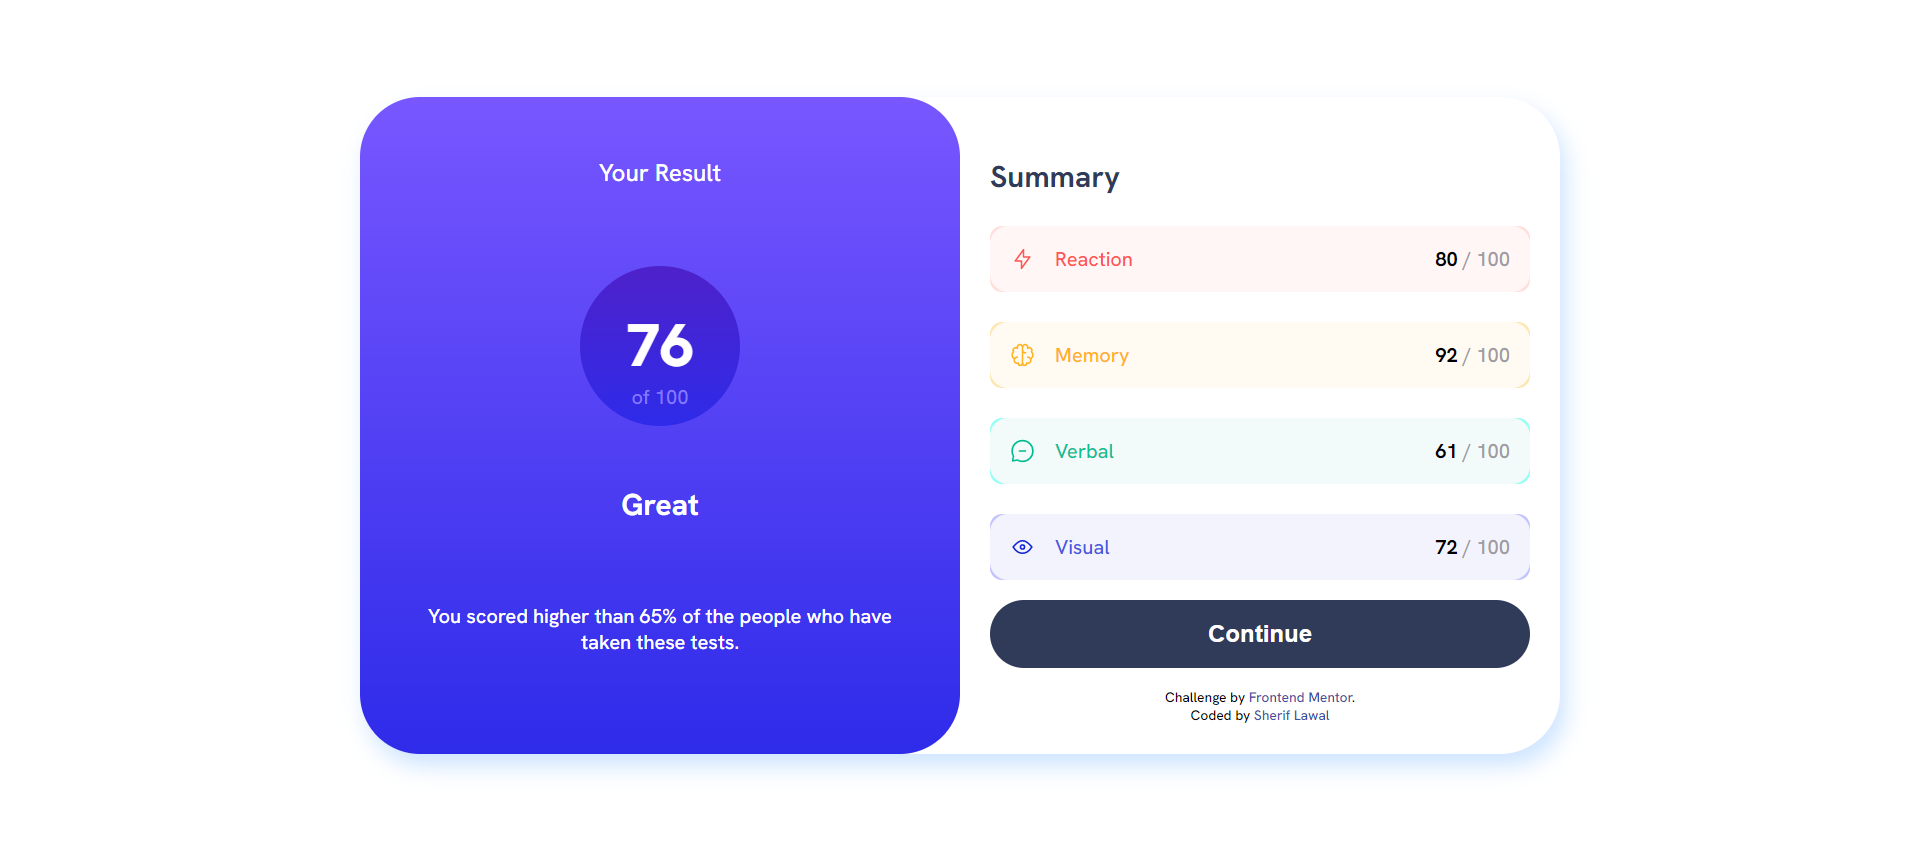 Your Result
76
of 100
Great
You scored higher than 65% of the people who have
taken these tests.
Summary
Reaction 80 / 100
Memory 92 / 100
Verbal 61 / 100
Visual 72 / 100
Continue
Challenge by Frontend Mentor.
Coded by Sherif Lawal